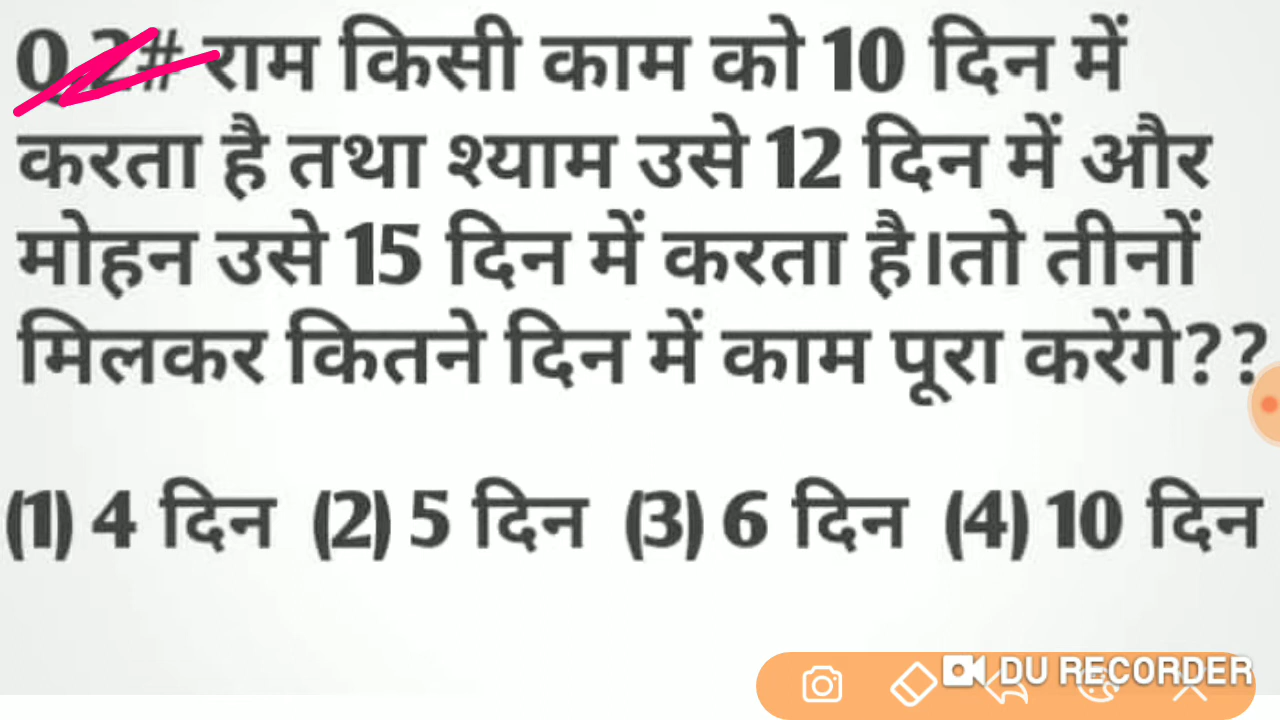 Q.2# राम किसी काम को 10 दिन में
करता है तथा श्याम उसे 12 दिन में और
मोहन उसे 15 दिन में करता है।तो तीनों
मिलकर कितने दिन में काम पूरा करेंगे??
(1) 4 दिन (2) 5 दिन (3) 6 दिन (4) 10 दिन
DU RECORDER